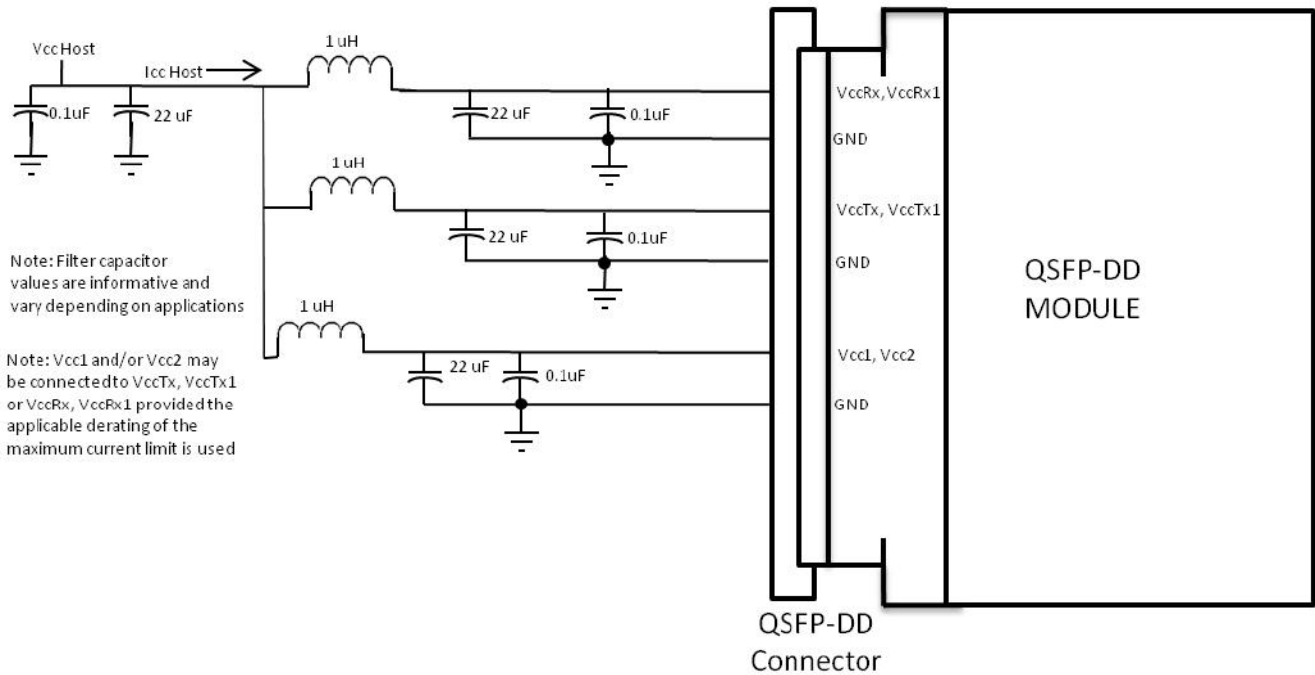 Vcc Host
Icc Host
0.1uF
22 uF
1 uH
22 uF
0.1uF
VccRx, VccRx1
GND
1 uH
22 uF
0.1uF
VccTx, VccTx1
GND
Note: Filter capacitor
values are informative and
vary depending on applications
1 uH
22 uF
0.1uF
Vcc1, Vcc2
GND
Note: Vcc1 and/or Vcc2 may
be connected to VccTx, VccTx1
or VccRx, VccRx1 provided the
applicable derating of the
maximum current limit is used
QSFP-DD
MODULE
QSFP-DD
Connector